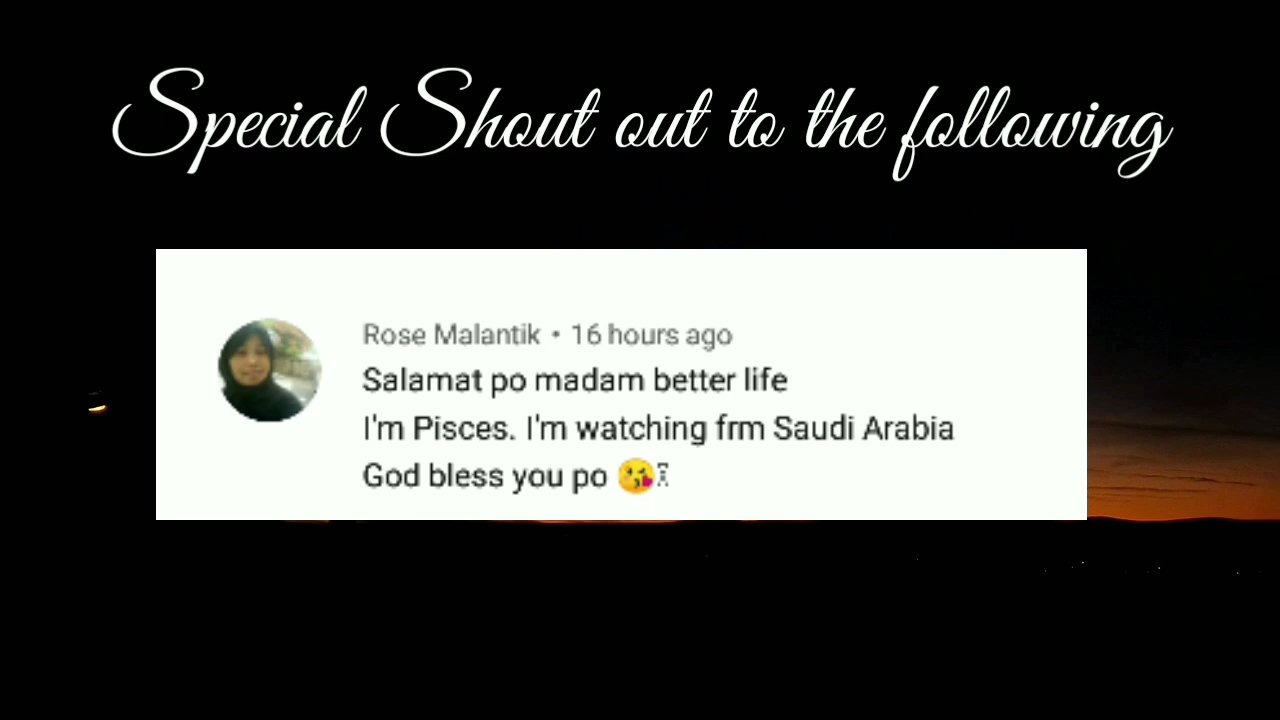 Special Shout out to the following
Rose Malantik • 16 hours ago
Salamat po madam better life
I'm Pisces. I'm watching frm Saudi Arabia
God bless you po 😘